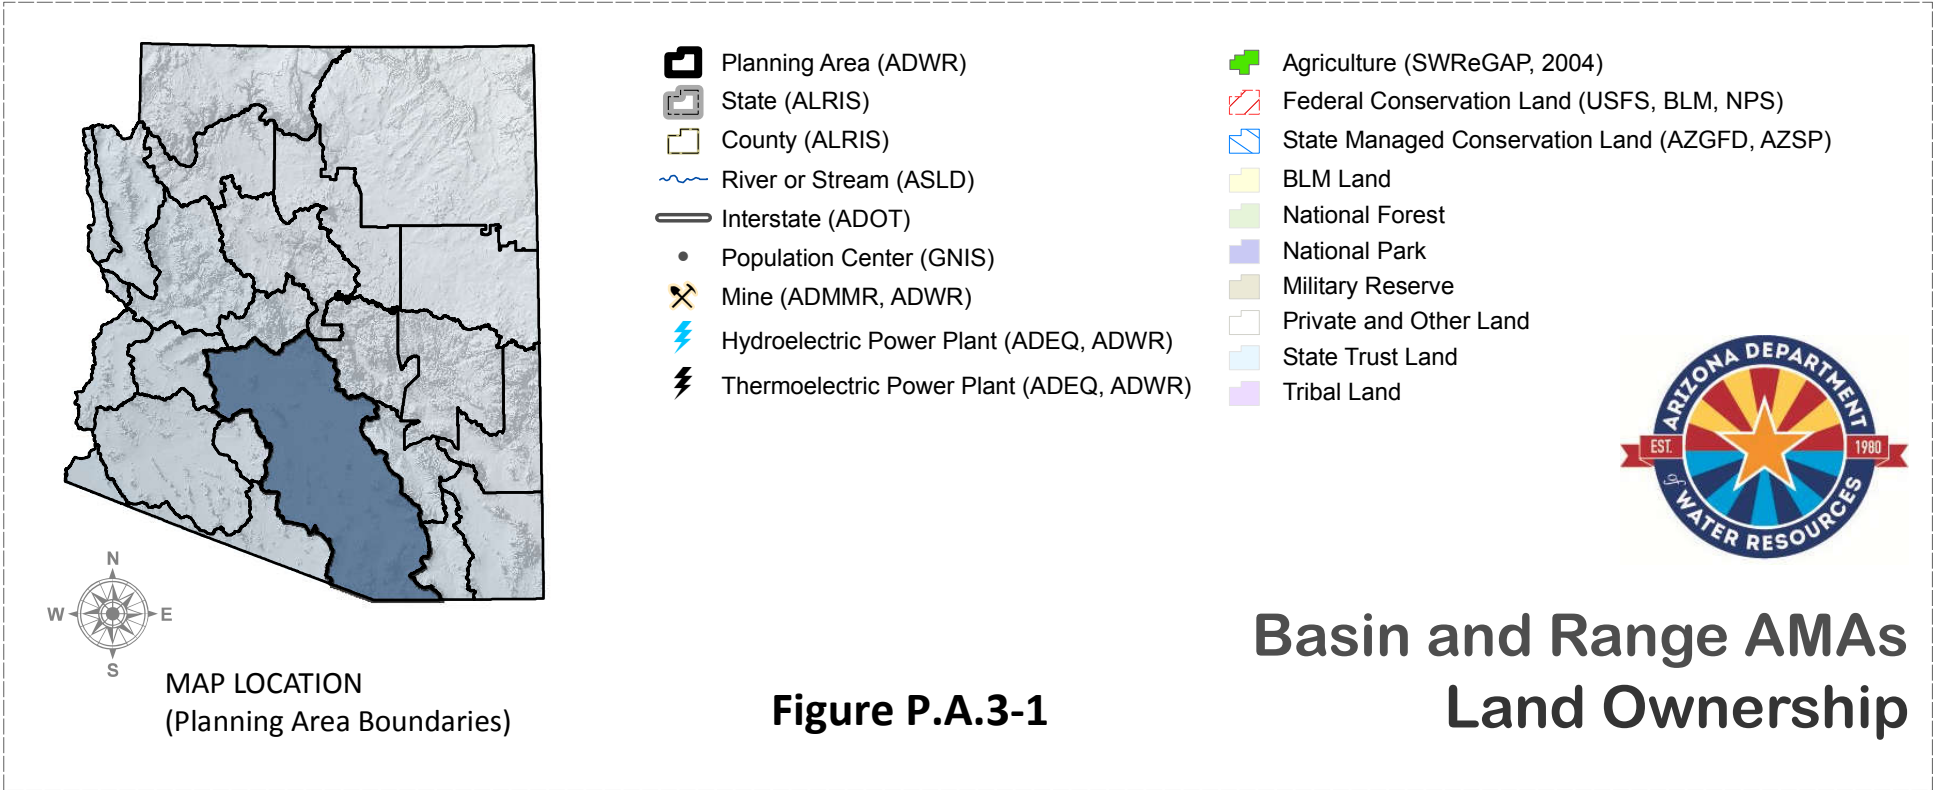 Planning Area (ADWR)
State (ALRIS)
County (ALRIS)
River or Stream (ASLD)
Interstate (ADOT)
Population Center (GNIS)
Mine (ADMMR, ADWR)
Hydroelectric Power Plant (ADEQ, ADWR)
Thermoelectric Power Plant (ADEQ, ADWR)
Agriculture (SWReGAP, 2004)
Federal Conservation Land (USFS, BLM, NPS)
State Managed Conservation Land (AZGFD, AZSP)
BLM Land
National Forest
National Park
Military Reserve
Private and Other Land
State Trust Land
Tribal Land
ARIZONA DEPARTMENT
EST. 1980
of WATER RESOURCES
N
W E
S
MAP LOCATION
(Planning Area Boundaries)
Figure P.A.3-1
Basin and Range AMAs
Land Ownership